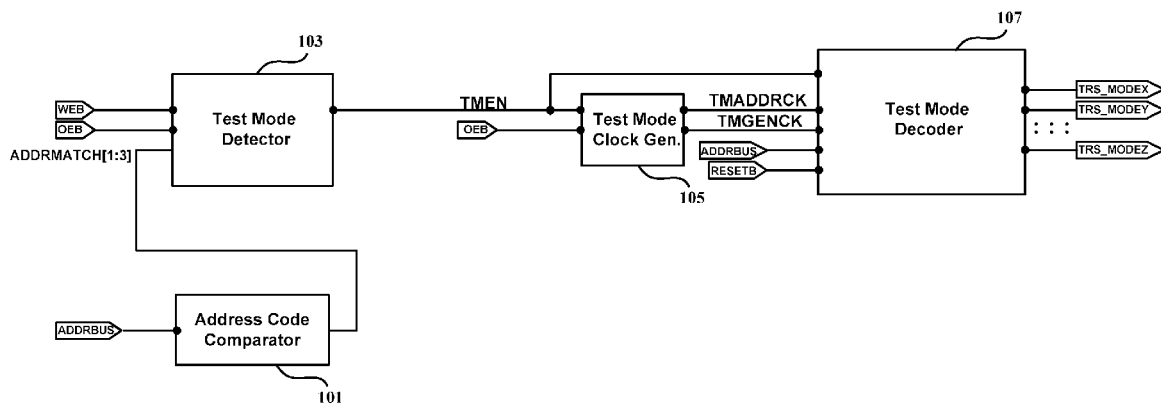 103
107
WEB
OEB
ADDRMATCH[1:3]
Test Mode
Detector
TMEN
OEB
Test Mode
Clock Gen.
105
TMADDRCK
TMGENCK
ADDRBUS
RESETB
Test Mode
Decoder
TRS_MODEX
TRS_MODEY
TRS_MODEZ
ADDRBUS
Address Code
Comparator
101